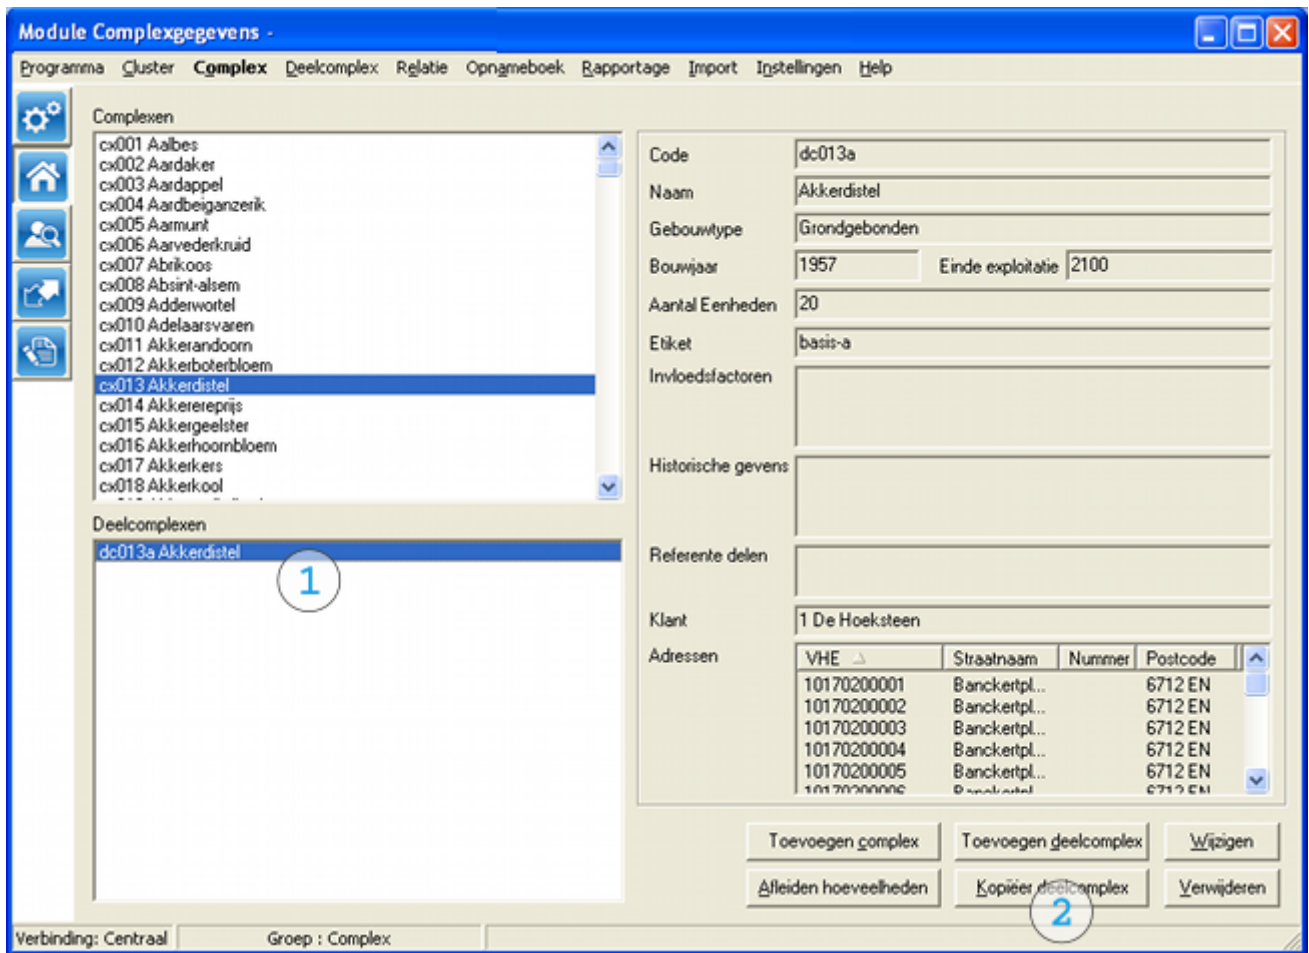 Module Complexgegevens -
Programma Cluster Complex Deelcomplex Relatie Opnameboek Rapportage Import Instellingen Help
Complexen
cx001 Aalbes
cx002 Aardaker
cx003 Aardappel
cx004 Aardbeiganzerik
cx005 Aarmunt
cx006 Aarvederkruid
cx007 Abrikoos
cx008 Absint-alsem
cx009 Adderwortel
cx010 Adelaarsvaren
cx011 Akkerandoorn
cx012 Akkerboterbloem
cx013 Akkerdistel
cx014 Akkerereprijs
cx015 Akkergeelster
cx016 Akkerhoornbloem
cx017 Akkerkers
cx018 Akkerkool
Deelcomplexen
dc013a Akkerdistel
1
Code dc013a
Naam Akkerdistel
Gebouwtype Grondgebonden
Bouwjaar 1957 Einde exploitatie 2100
Aantal Eenheden 20
Etiket basis-a
Invloedsfactoren
Historische gevens
Referente delen
Klant 1 De Hoeksteen
Adressen
VHE Straatnaam Nummer Postcode
10170200001 Banckertpl... 6712 EN
10170200002 Banckertpl... 6712 EN
10170200003 Banckertpl... 6712 EN
10170200004 Banckertpl... 6712 EN
10170200005 Banckertpl... 6712 EN
10170200006 Banckertpl... 6712 EN
Toevoegen complex Toevoegen deelcomplex Wijzigen
Afleiden hoeveelheden Kopiëer deelcomplex Verwijderen
2
Verbinding: Centraal Groep : Complex